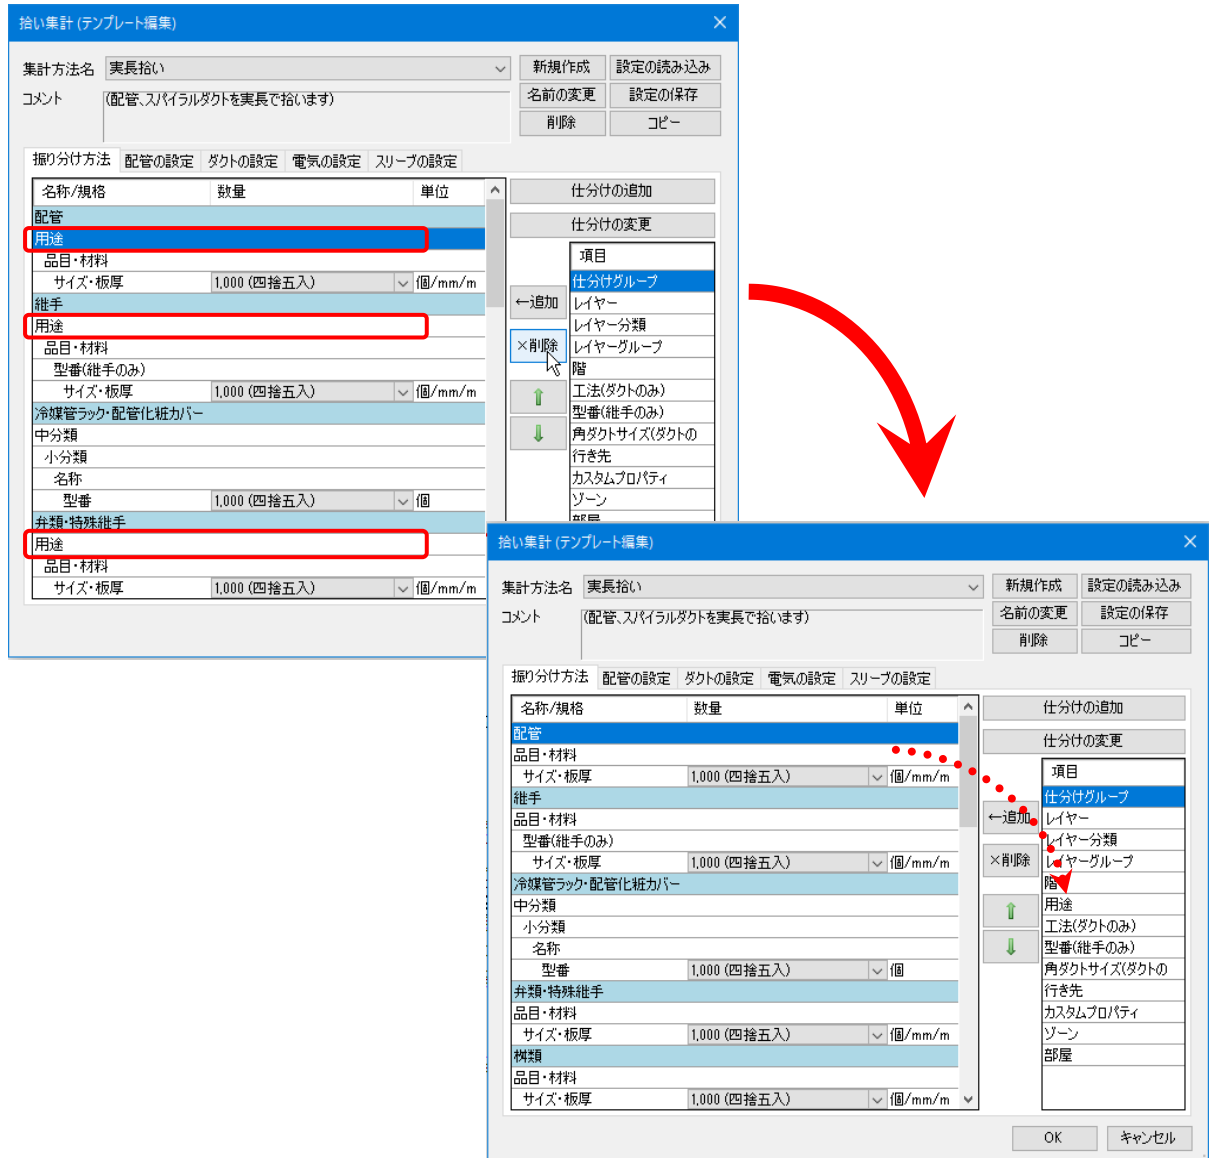 拾い集計 (テンプレート編集)
集計方法名 実長拾い 新規作成 設定の読み込み
コメント (配管、スパイラルダクトを実長で拾います) 名前の変更 設定の保存
削除 コピー
振り分け方法 配管の設定 ダクトの設定 電気の設定 スリーブの設定
名称/規格 数量 単位 仕分けの追加
配管 仕分けの変更
用途
品目・材料 項目
サイズ・板厚 1,000 (四捨五入) 個/mm/m 仕分けグループ
継手 ←追加 レイヤー
用途 レイヤー分類
品目・材料 ×削除 レイヤーグループ
型番(継手のみ) 階
サイズ・板厚 1,000 (四捨五入) 個/mm/m 工法(ダクトのみ)
冷媒管ラック・配管化粧カバー 型番(継手のみ)
中分類 角ダクトサイズ(ダクトの
小分類 行き先
名称 カスタムプロパティ
型番 1,000 (四捨五入) 個 ゾーン
弁類・特殊継手 部屋
用途
品目・材料
サイズ・板厚 1,000 (四捨五入) 個/mm/m
拾い集計 (テンプレート編集)
集計方法名 実長拾い 新規作成 設定の読み込み
コメント (配管、スパイラルダクトを実長で拾います) 名前の変更 設定の保存
削除 コピー
振り分け方法 配管の設定 ダクトの設定 電気の設定 スリーブの設定
名称/規格 数量 単位 仕分けの追加
配管 仕分けの変更
品目・材料 項目
サイズ・板厚 1,000 (四捨五入) 個/mm/m
継手 仕分けグループ
品目・材料 ←追加 レイヤー
型番(継手のみ) レイヤー分類
サイズ・板厚 1,000 (四捨五入) 個/mm/m ×削除 レイヤーグループ
冷媒管ラック・配管化粧カバー 階
中分類 用途
小分類 工法(ダクトのみ)
名称 型番(継手のみ)
型番 1,000 (四捨五入) 個 角ダクトサイズ(ダクトの
弁類・特殊継手 行き先
品目・材料 カスタムプロパティ
サイズ・板厚 1,000 (四捨五入) 個/mm/m ゾーン
桝類 部屋
品目・材料
サイズ・板厚 1,000 (四捨五入) 個/mm/m
OK キャンセル